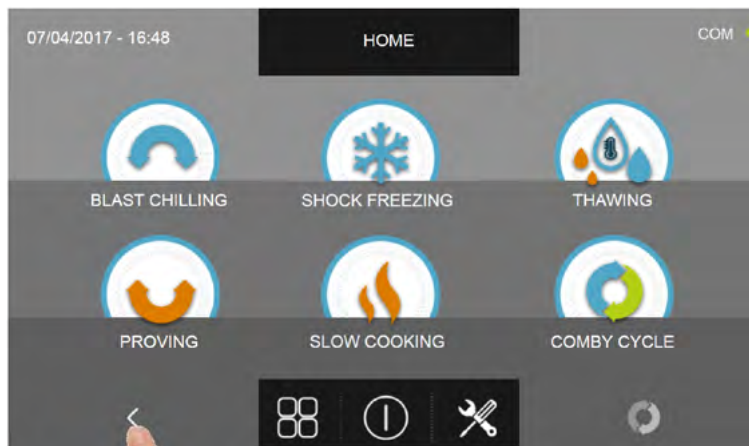 07/04/2017 - 16:48
HOME
COM
BLAST CHILLING
SHOCK FREEZING
THAWING
PROVING
SLOW COOKING
COMBY CYCLE